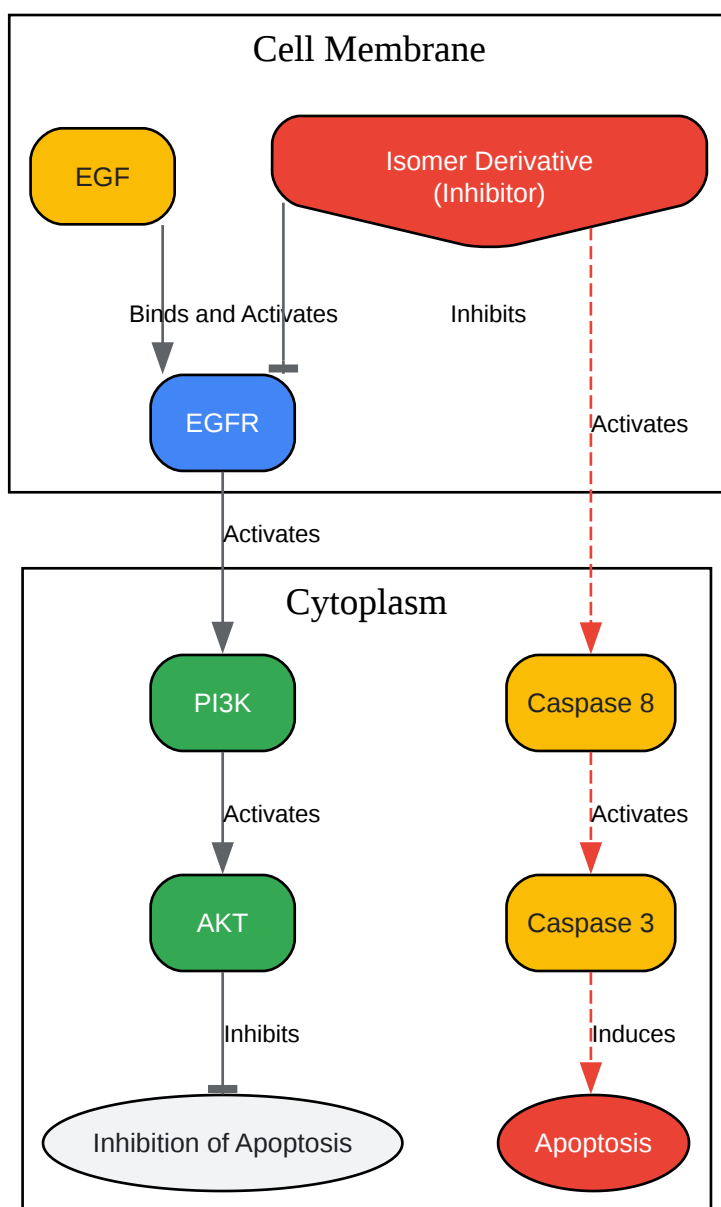 Cell Membrane
EGF
Isomer Derivative
(Inhibitor)
Binds and Activates
Inhibits
EGFR
Activates
Activates
Cytoplasm
PI3K
Caspase 8
Activates
Activates
AKT
Caspase 3
Inhibits
Induces
Inhibition of Apoptosis
Apoptosis